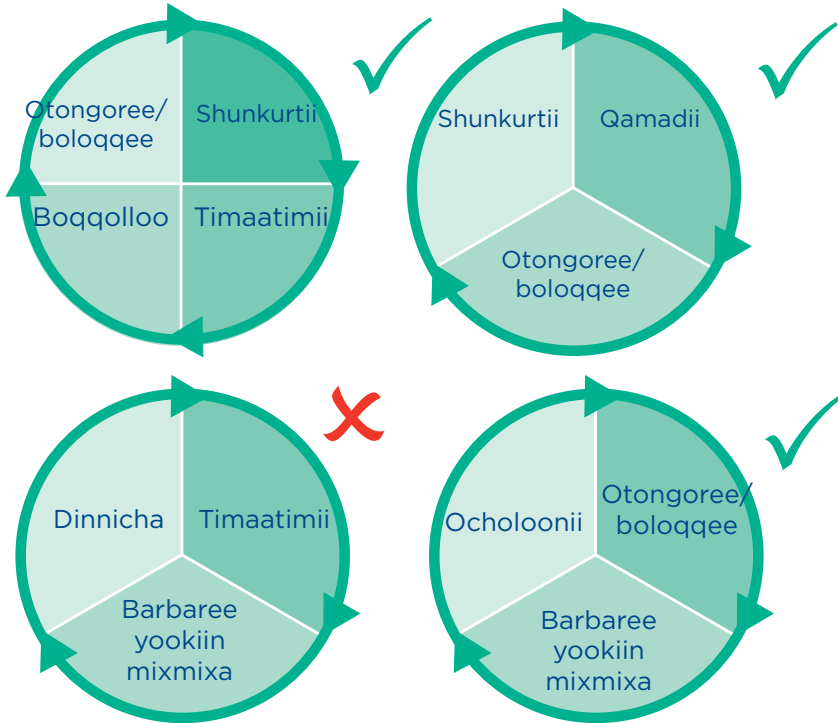 Otongoree/
boloqqee
Shunkurtii
Boqqolloo
Timaatimii
Shunkurtii
Qamadii
Otongoree/
boloqqee
Dinnicha
Timaatimii
Barbaree
yookiin
mixmixa
Ocholoonii
Otongoree/
boloqqee
Barbaree
yookiin
mixmixa